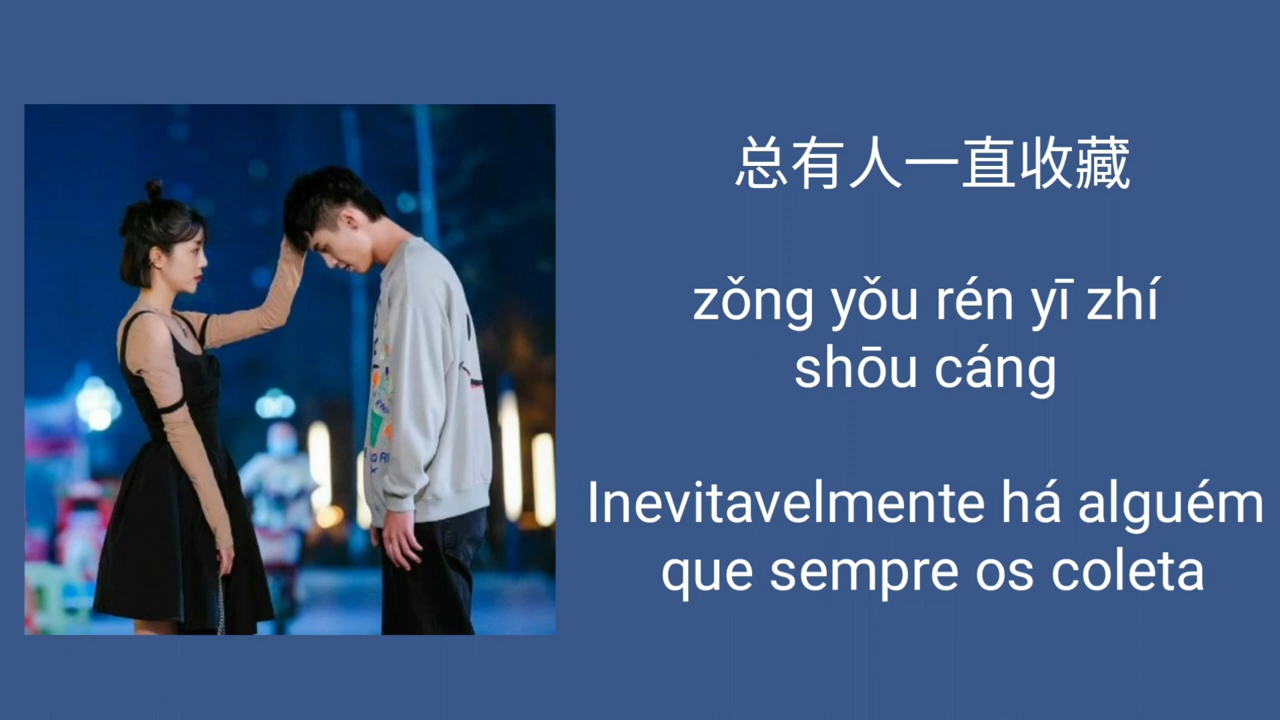 总有人一直收藏
zǒng yǒu rén yī zhí
shōu cáng
Inevitavelmente há alguém
que sempre os coleta